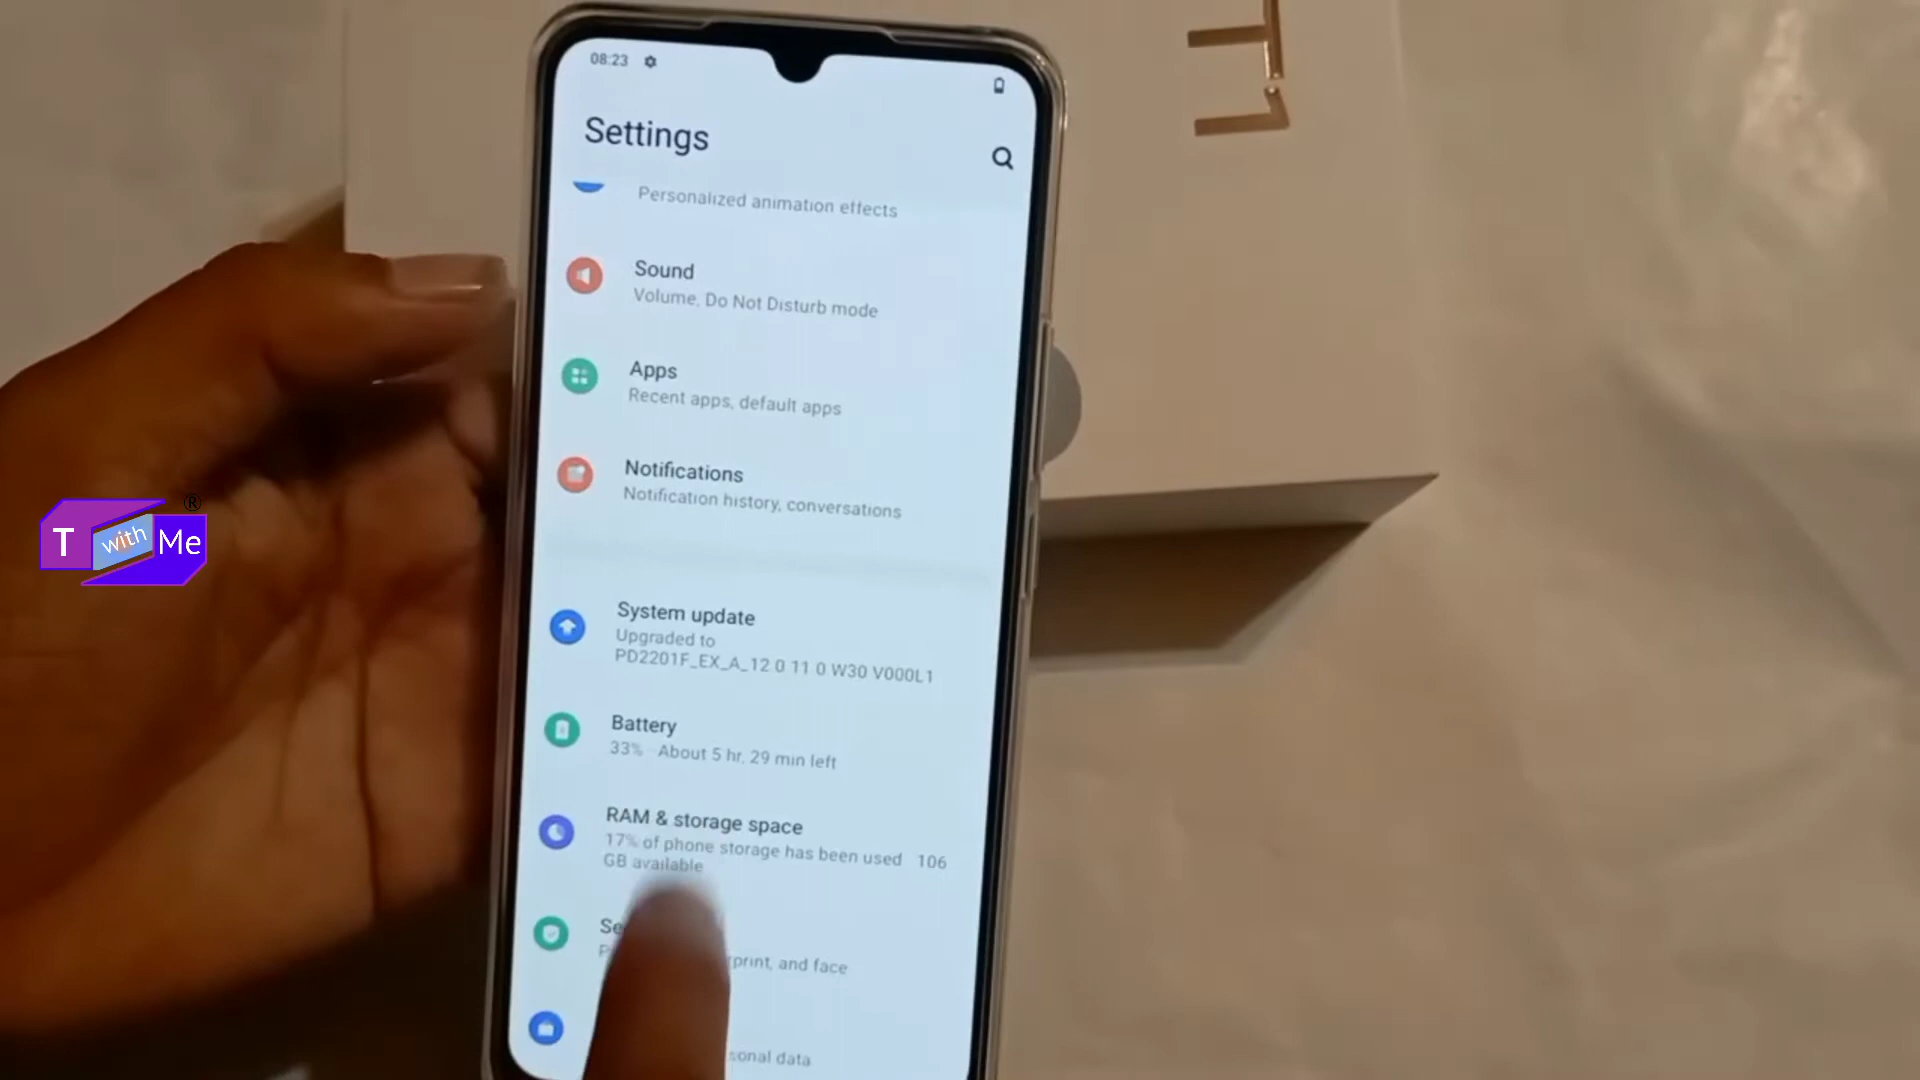 08:23
Settings
Personalized animation effects
Sound
Volume, Do Not Disturb mode
Apps
Recent apps, default apps
Notifications
Notification history, conversations
System update
Upgraded to
PD2201F_EX_A_12 0 11 0 W30 V000L1
Battery
33% · About 5 hr, 29 min left
RAM & storage space
17% of phone storage has been used 106
GB available
and face
data
T with Me ®